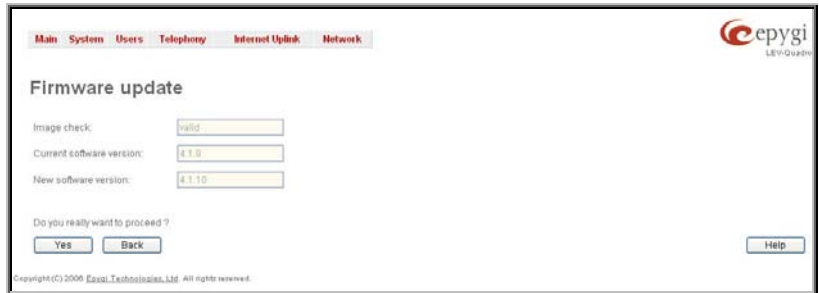 Main System Users Telephony Internet Uplink Network
epygi
LEV-Quadro
Firmware update
Image check: valid
Current software version: 4.1.9
New software version: 4.1.10
Do you really want to proceed ?
Yes Back Help
Copyright (C) 2006 Epygi Technologies, Ltd. All rights reserved.